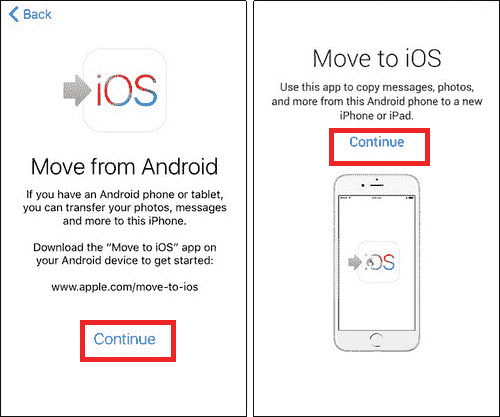 Back
iOS
Move from Android
If you have an Android phone or tablet,
you can transfer your photos, messages
and more to this iPhone.
Download the “Move to iOS” app on
your Android device to get started:
www.apple.com/move-to-ios
Continue
Move to iOS
Use this app to copy messages, photos,
and more from this Android phone to a new
iPhone or iPad.
Continue
iOS